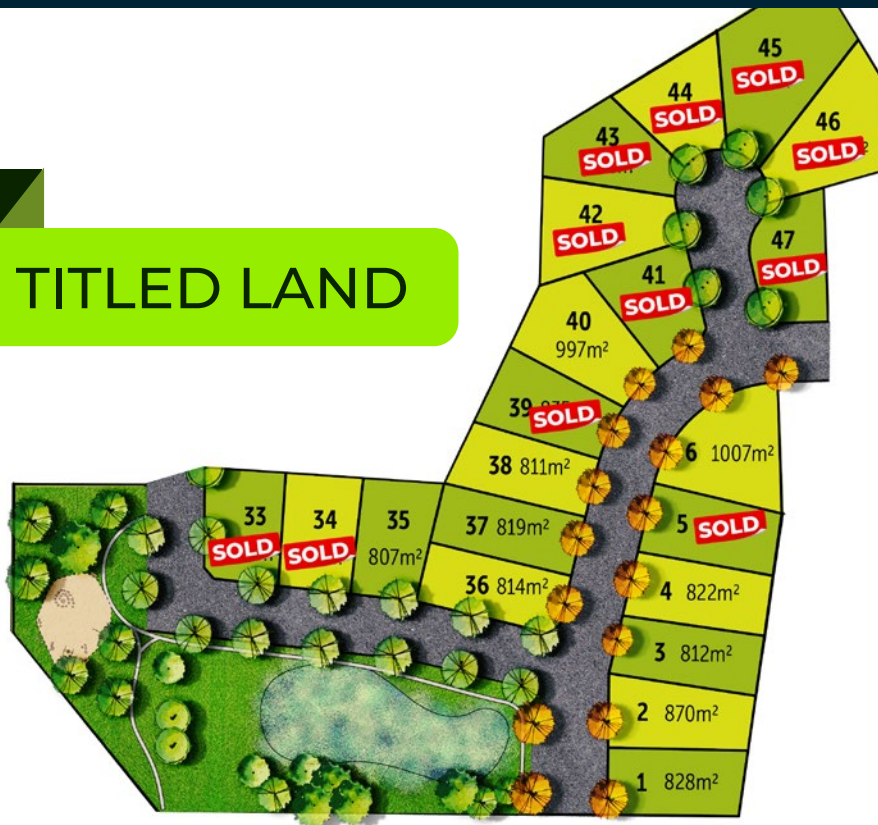 45
SOLD
44
SOLD
46
SOLD
43
SOLD
42
SOLD
47
SOLD
TITLED LAND
41
SOLD
40
997m²
39
SOLD
6 1007m²
38 811m²
33
SOLD
34
SOLD
35
807m²
37 819m²
5 SOLD
36 814m²
4 822m²
3 812m²
2 870m²
1 828m²